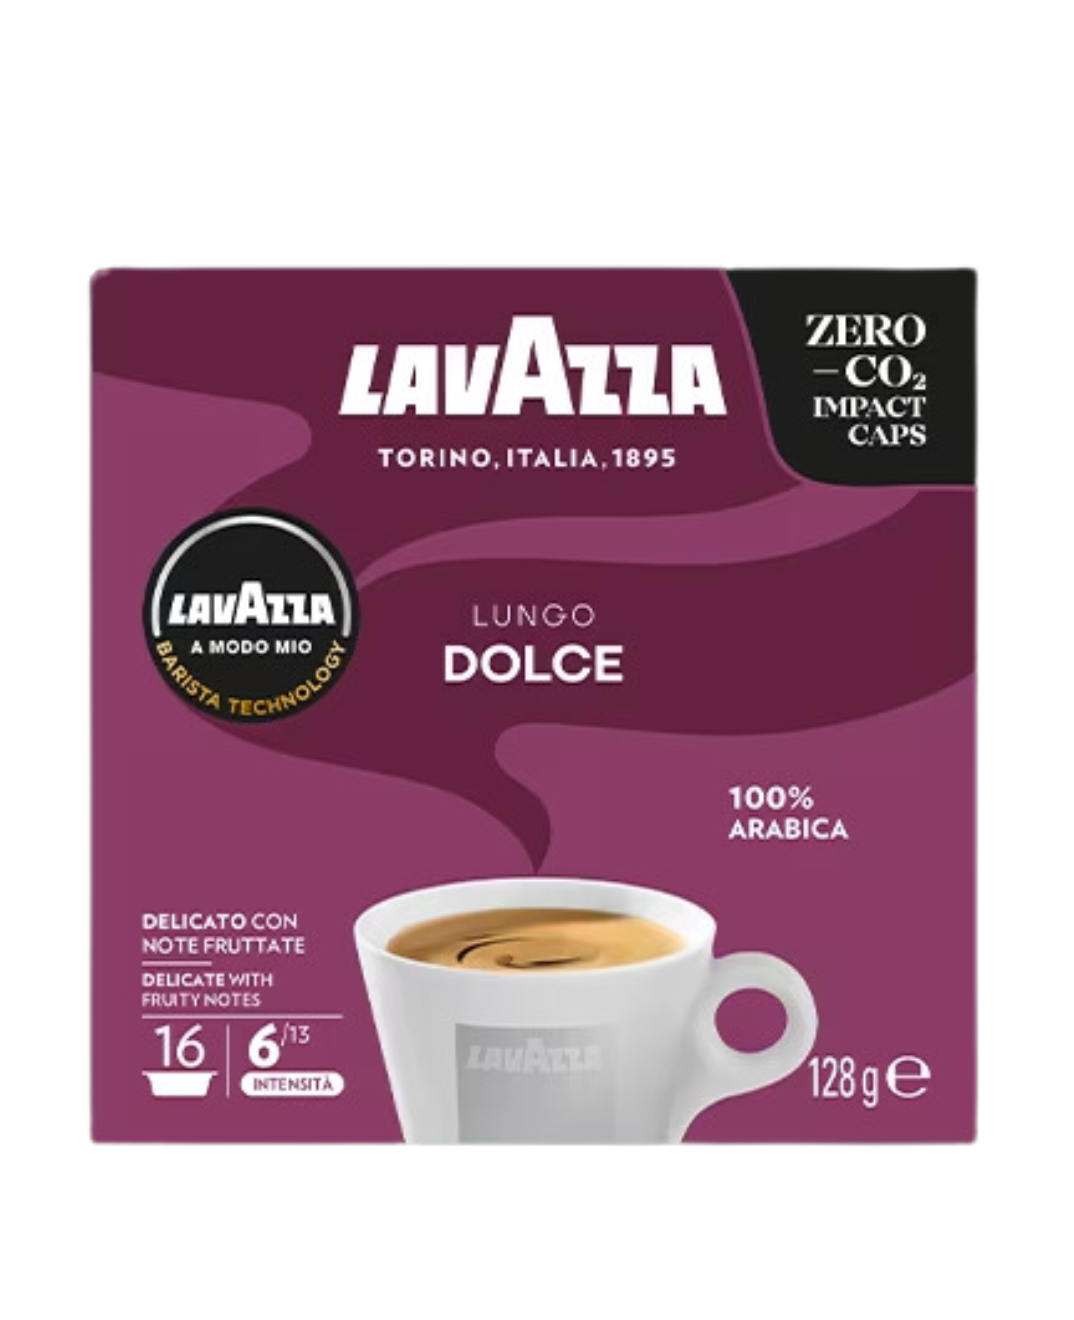 LAVAZZA
TORINO, ITALIA, 1895
ZERO
–CO₂
IMPACT
CAPS
LAVAZZA
A MODO MIO
BARISTA TECHNOLOGY
LUNGO
DOLCE
100%
ARABICA
DELICATO CON
NOTE FRUTTATE
DELICATE WITH
FRUITY NOTES
16
6/13
INTENSITÀ
LAVAZZA
128 g ℮